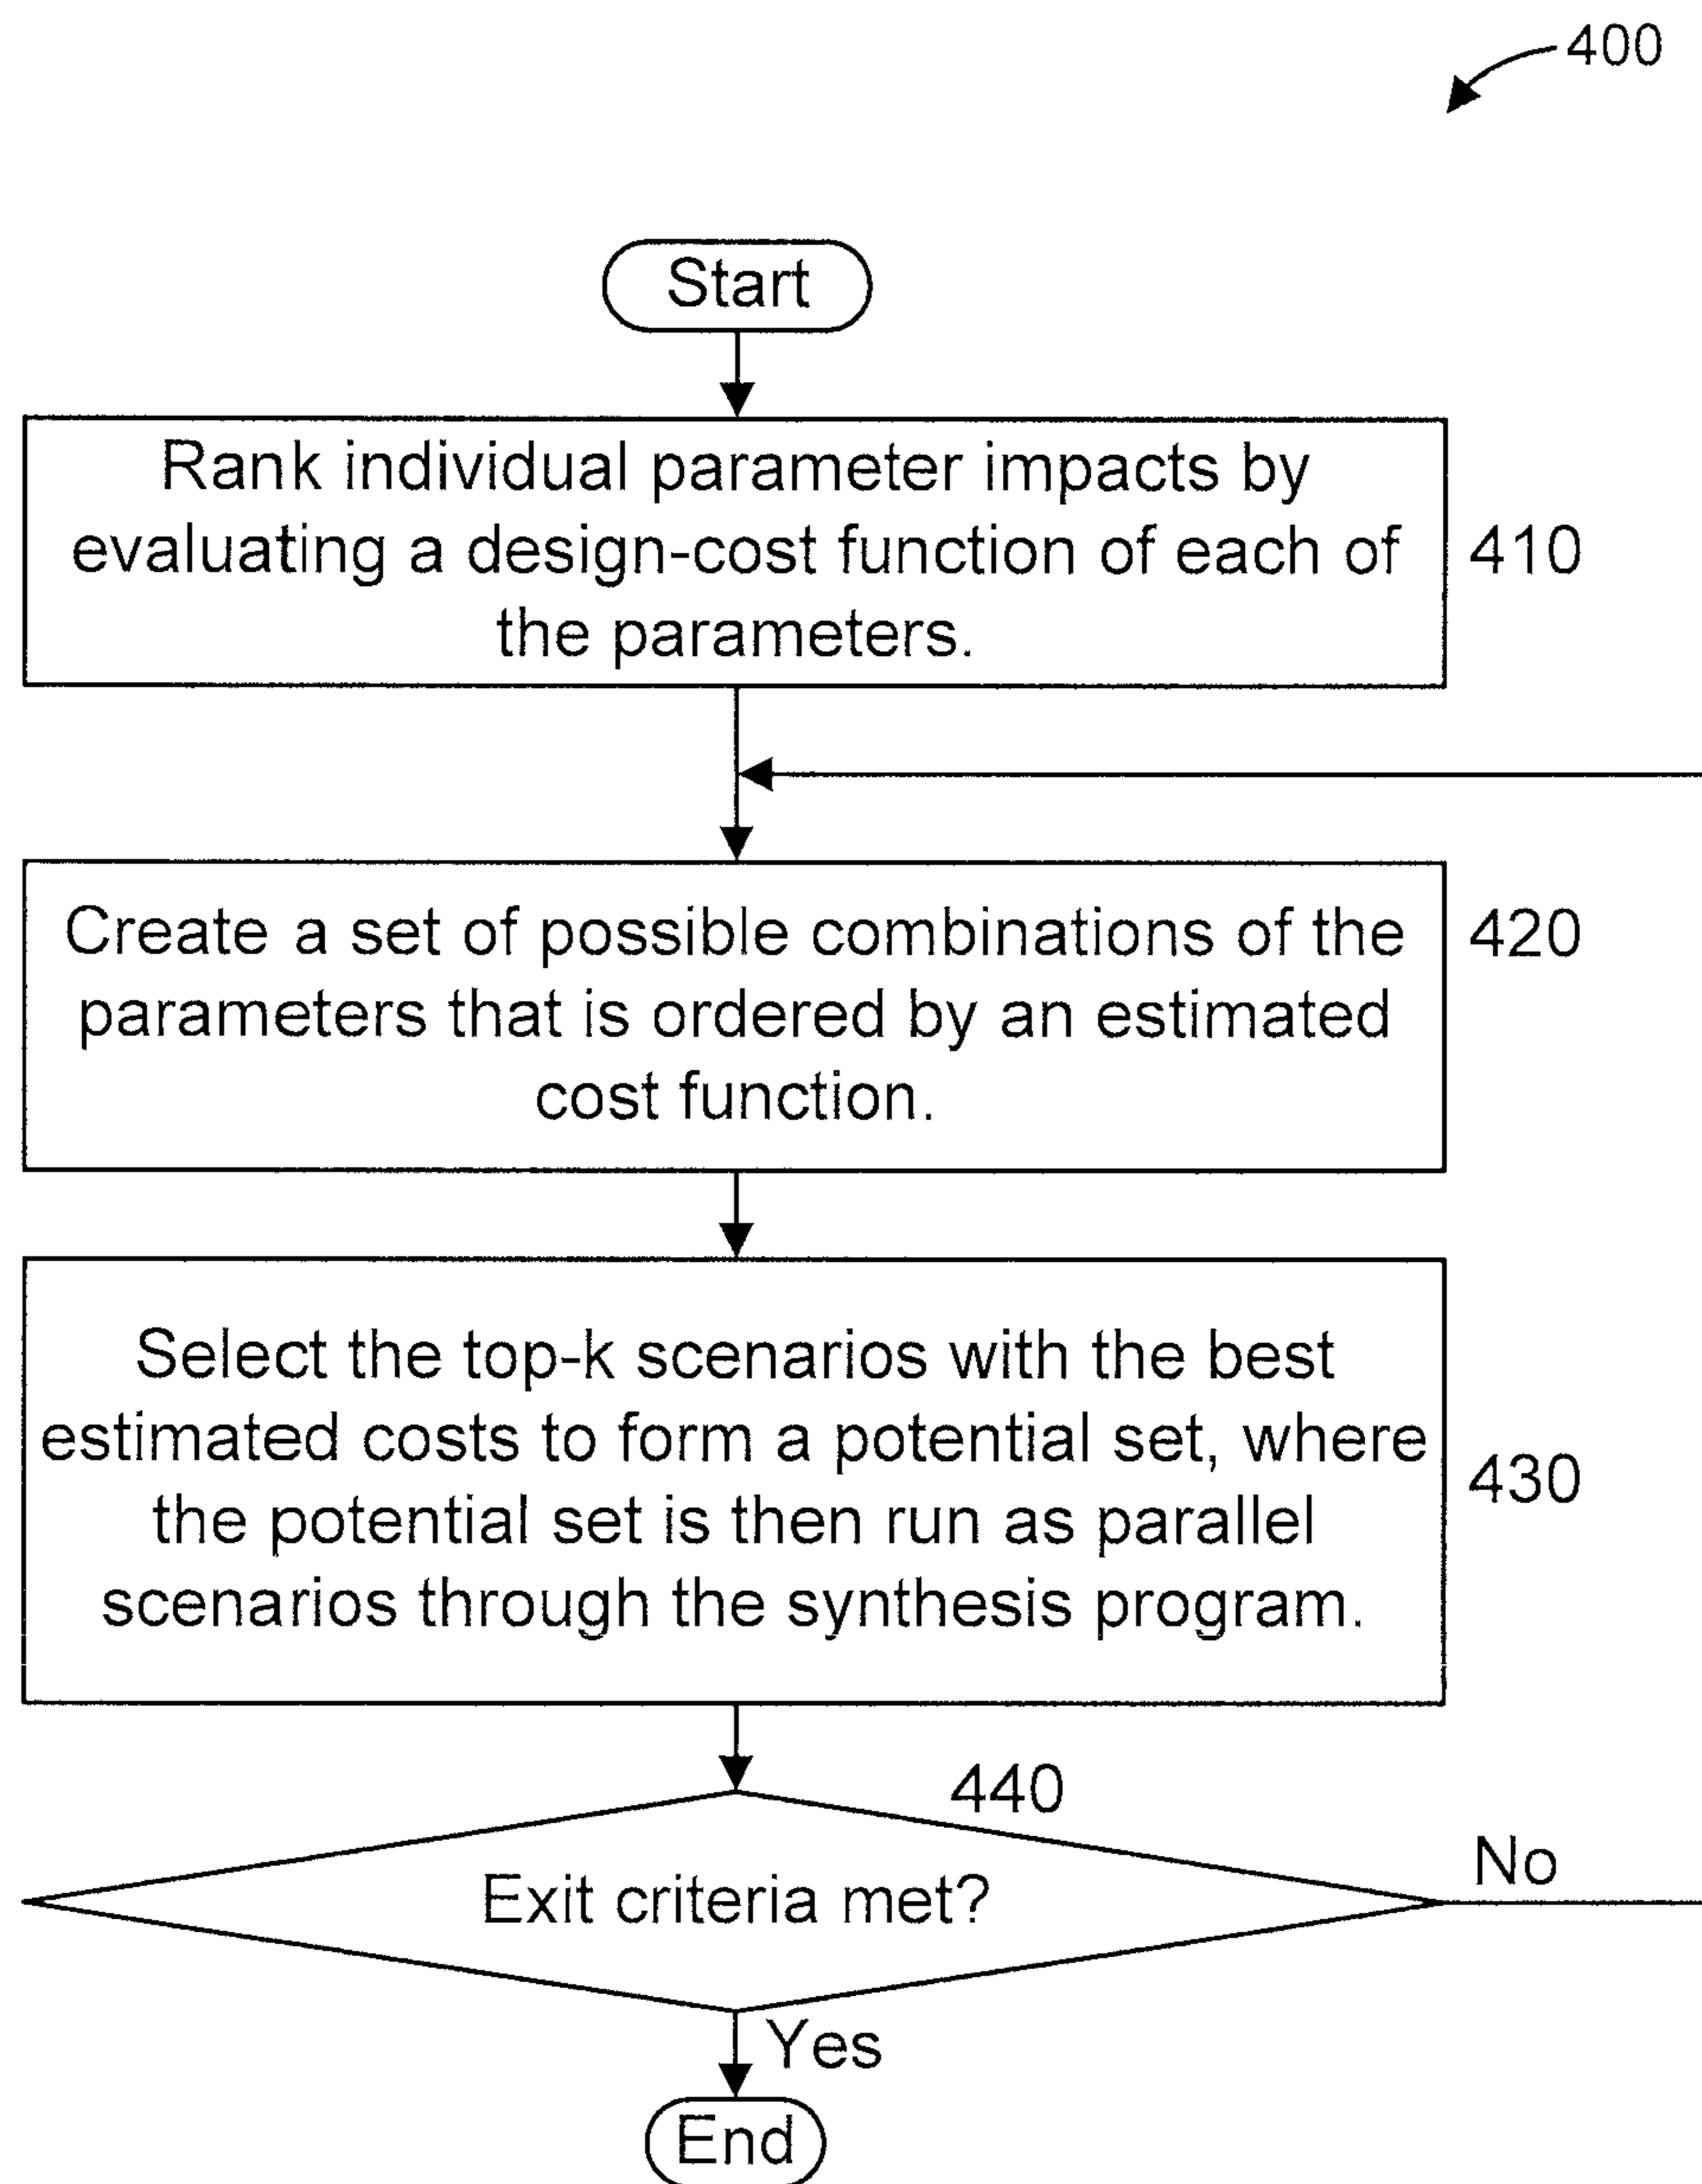 400
Start
Rank individual parameter impacts by
evaluating a design-cost function of each of
the parameters.
410
Create a set of possible combinations of the
parameters that is ordered by an estimated
cost function.
420
Select the top-k scenarios with the best
estimated costs to form a potential set, where
the potential set is then run as parallel
scenarios through the synthesis program.
430
440
Exit criteria met?
No
Yes
End